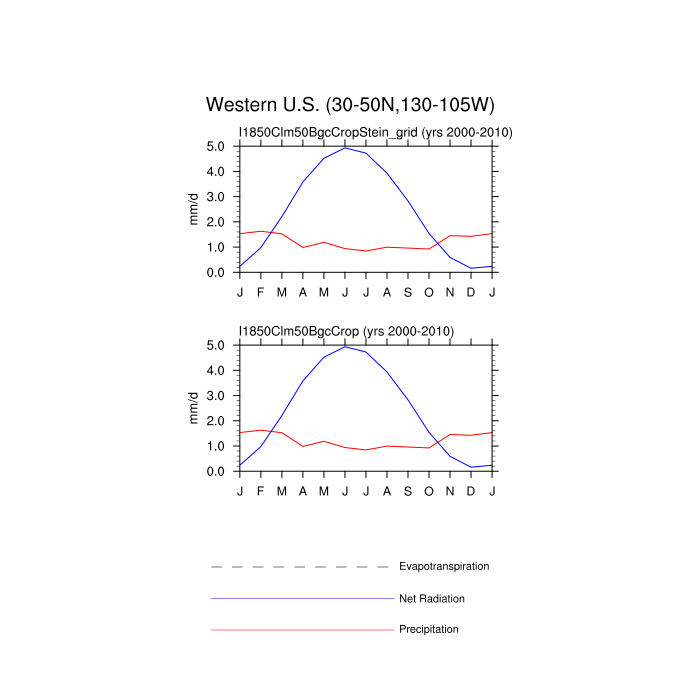 Western U.S. (30-50N,130-105W)
I1850Clm50BgcCropStein_grid (yrs 2000-2010)
5.0
4.0
3.0
2.0
1.0
0.0
mm/d
J F M A M J J A S O N D J
I1850Clm50BgcCrop (yrs 2000-2010)
5.0
4.0
3.0
2.0
1.0
0.0
mm/d
J F M A M J J A S O N D J
Evapotranspiration
Net Radiation
Precipitation